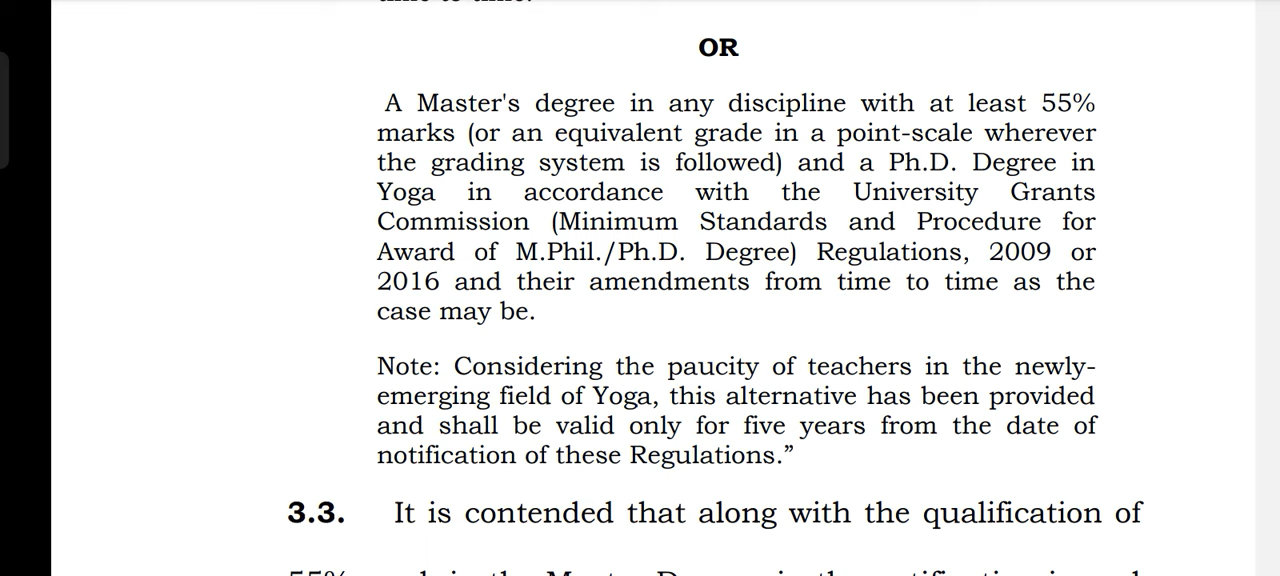 OR
A Master's degree in any discipline with at least 55%
marks (or an equivalent grade in a point-scale wherever
the grading system is followed) and a Ph.D. Degree in
Yoga in accordance with the University Grants
Commission (Minimum Standards and Procedure for
Award of M.Phil./Ph.D. Degree) Regulations, 2009 or
2016 and their amendments from time to time as the
case may be.
Note: Considering the paucity of teachers in the newly-
emerging field of Yoga, this alternative has been provided
and shall be valid only for five years from the date of
notification of these Regulations.”
3.3. It is contended that along with the qualification of